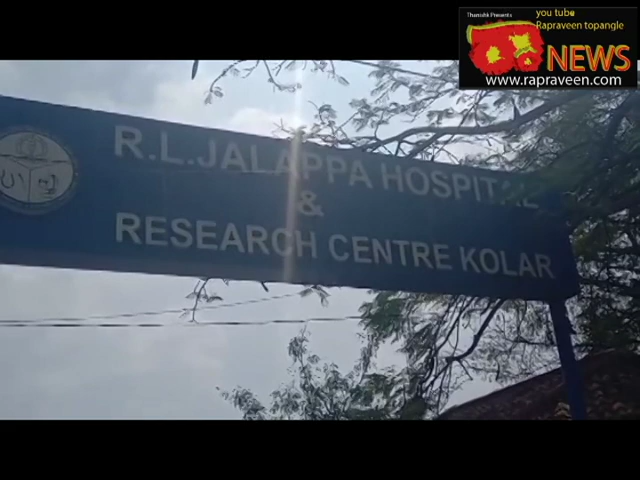 Thanishk Presents
you tube
Rapraveen topangle
NEWS
www.rapraveen.com
R.L.JALAPPA HOSPITAL
&
RESEARCH CENTRE KOLAR